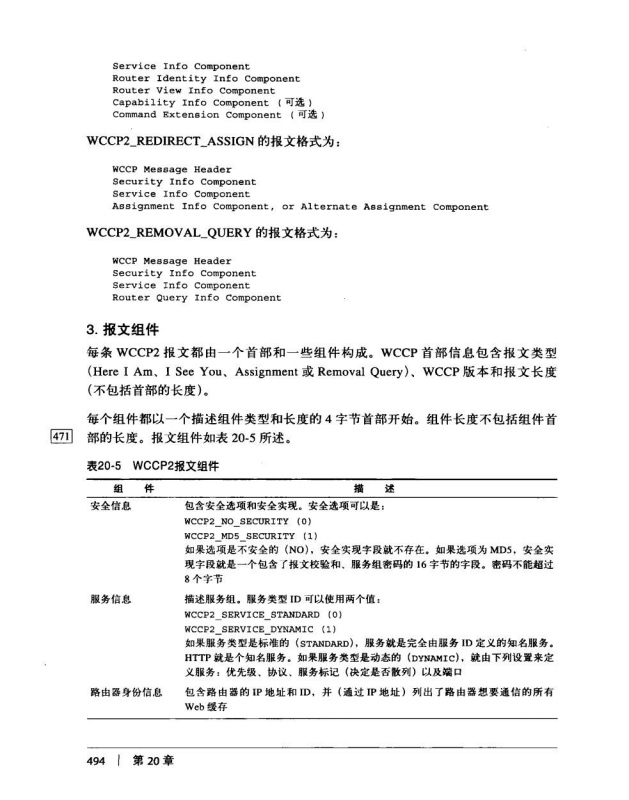 Service Info Component
Router Identity Info Component
Router View Info Component
Capability Info Component (可选)
Command Extension Component (可选)
WCCP2_REDIRECT_ASSIGN 的报文格式为:
WCCP Message Header
Security Info Component
Service Info Component
Assignment Info Component, or Alternate Assignment Component
WCCP2_REMOVAL_QUERY 的报文格式为:
WCCP Message Header
Security Info Component
Service Info Component
Router Query Info Component
3. 报文组件
每条 WCCP2 报文都由一个首部和一些组件构成。WCCP 首部信息包含报文类型
(Here I Am、I See You、Assignment 或 Removal Query)、WCCP 版本和报文长度
(不包括首部的长度)。
每个组件都以一个描述组件类型和长度的 4 字节首部开始。组件长度不包括组件首
471 部的长度。报文组件如表 20-5 所述。
表20-5 WCCP2报文组件
组 件 描 述
安全信息 包含安全选项和安全实现。安全选项可以是:
WCCP2_NO_SECURITY (0)
WCCP2_MD5_SECURITY (1)
如果选项是不安全的 (NO),安全实现字段就不存在。如果选项为 MD5,安全实
现字段就是一个包含了报文校验和、服务组密码的 16 字节的字段。密码不能超过
8 个字节
服务信息 描述服务组。服务类型 ID 可以使用两个值:
WCCP2_SERVICE_STANDARD (0)
WCCP2_SERVICE_DYNAMIC (1)
如果服务类型是标准的 (STANDARD),服务就是完全由服务 ID 定义的知名服务。
HTTP 就是个知名服务。如果服务类型是动态的 (DYNAMIC),就由下列设置来定
义服务:优先级、协议、服务标记(决定是否散列)以及端口
路由器身份信息 包含路由器的 IP 地址和 ID,并(通过 IP 地址)列出了路由器想要通信的所有
Web 缓存
494 | 第 20 章